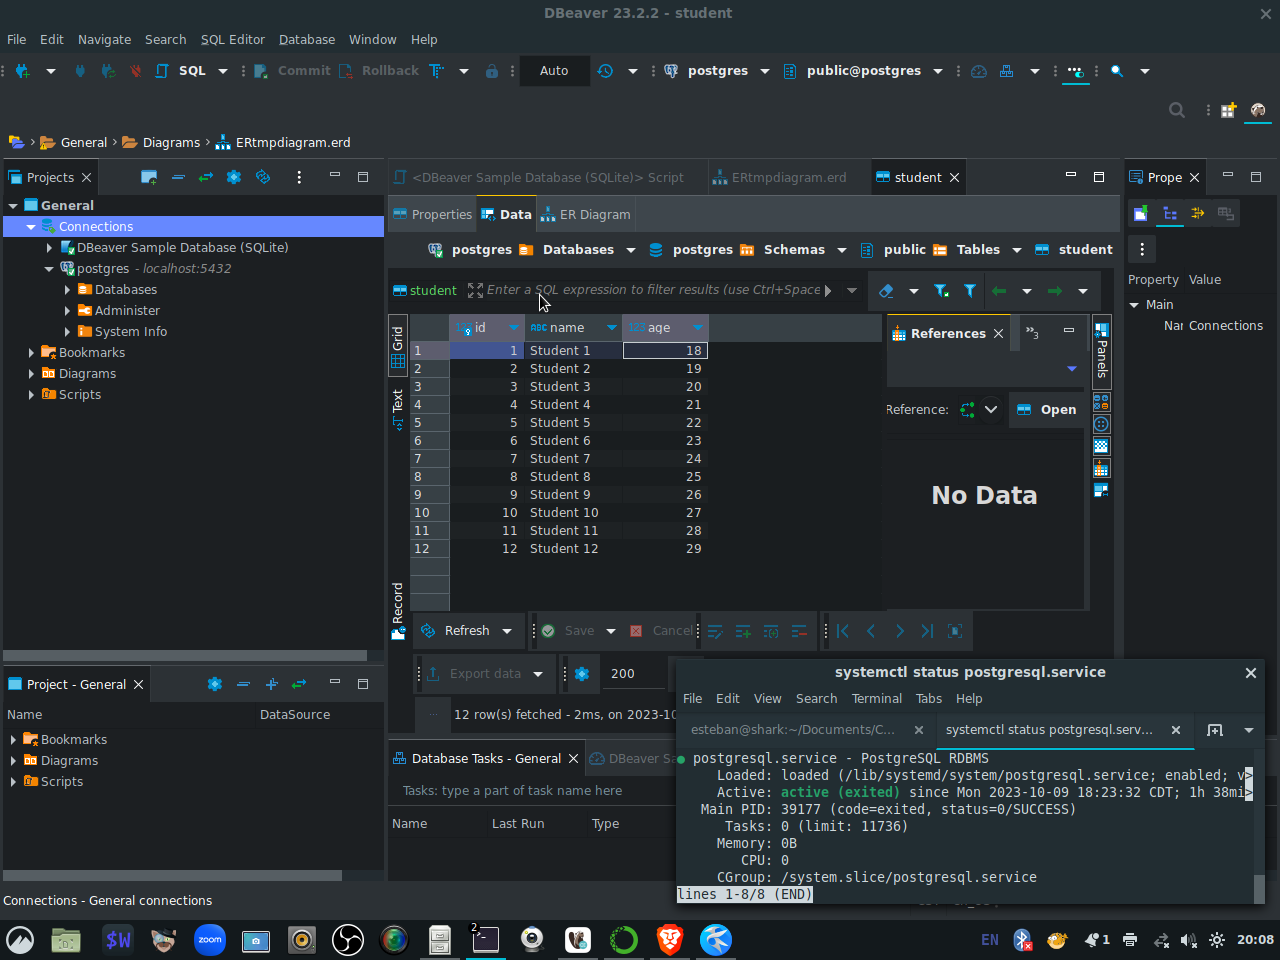 DBeaver 23.2.2 - student
File Edit Navigate Search SQL Editor Database Window Help
SQL Commit Rollback Auto postgres public@postgres
General Diagrams ERtmpdiagram.erd
Projects
General
Connections
DBeaver Sample Database (SQLite)
postgres - localhost:5432
Databases
Administer
System Info
Bookmarks
Diagrams
Scripts
<DBeaver Sample Database (SQLite)> Script ERtmpdiagram.erd student
Properties Data ER Diagram
postgres Databases postgres Schemas public Tables student
student Enter a SQL expression to filter results (use Ctrl+Space
Grid
Text
Record
id ABC name 123 age
1 1 Student 1 18
2 2 Student 2 19
3 3 Student 3 20
4 4 Student 4 21
5 5 Student 5 22
6 6 Student 6 23
7 7 Student 7 24
8 8 Student 8 25
9 9 Student 9 26
10 10 Student 10 27
11 11 Student 11 28
12 12 Student 12 29
References »3
Reference: Open
No Data
Panels
Refresh Save Cancel
Export data 200
12 row(s) fetched - 2ms, on 2023-10
Prope
Property Value
Main
Nar Connections
Project - General
Name DataSource
Bookmarks
Diagrams
Scripts
Database Tasks - General DBeaver Sa
Tasks: type a part of task name here
Name Last Run Type
Connections - General connections
systemctl status postgresql.service
File Edit View Search Terminal Tabs Help
esteban@shark:~/Documents/C... systemctl status postgresql.serv...
● postgresql.service - PostgreSQL RDBMS
Loaded: loaded (/lib/systemd/system/postgresql.service; enabled; v>
Active: active (exited) since Mon 2023-10-09 18:23:32 CDT; 1h 38mi>
Main PID: 39177 (code=exited, status=0/SUCCESS)
Tasks: 0 (limit: 11736)
Memory: 0B
CPU: 0
CGroup: /system.slice/postgresql.service
lines 1-8/8 (END)
$W zoom 2 EN 1 20:08